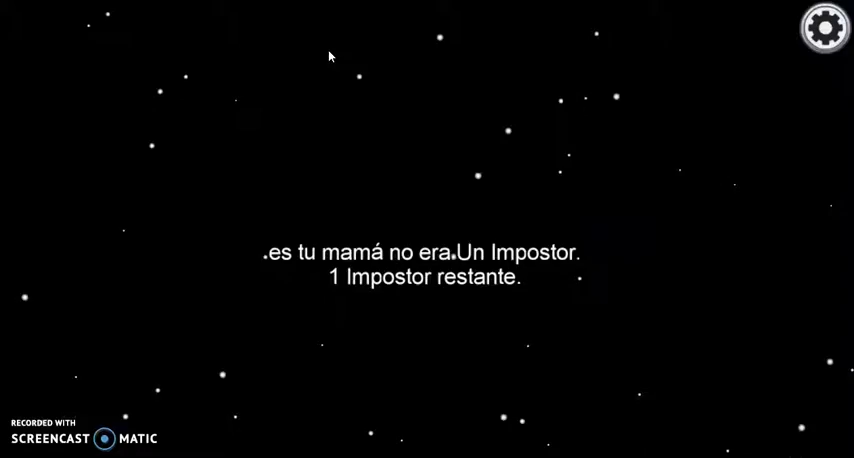 es tu mamá no era Un Impostor.
1 Impostor restante.
RECORDED WITH
SCREENCAST MATIC